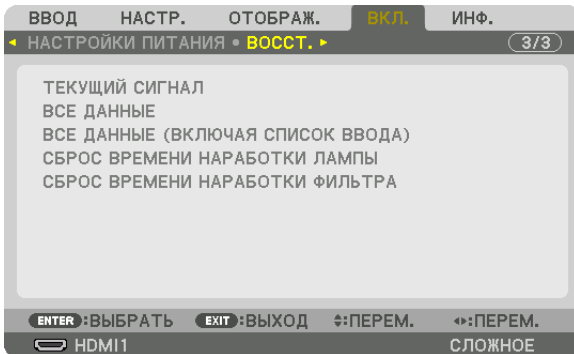 ВВОД НАСТР. ОТОБРАЖ. ВКЛ. ИНФ.
НАСТРОЙКИ ПИТАНИЯ • ВОССТ. 3/3
ТЕКУЩИЙ СИГНАЛ
ВСЕ ДАННЫЕ
ВСЕ ДАННЫЕ (ВКЛЮЧАЯ СПИСОК ВВОДА)
СБРОС ВРЕМЕНИ НАРАБОТКИ ЛАМПЫ
СБРОС ВРЕМЕНИ НАРАБОТКИ ФИЛЬТРА
ENTER :ВЫБРАТЬ EXIT :ВЫХОД :ПЕРЕМ. :ПЕРЕМ.
HDMI1 СЛОЖНОЕ